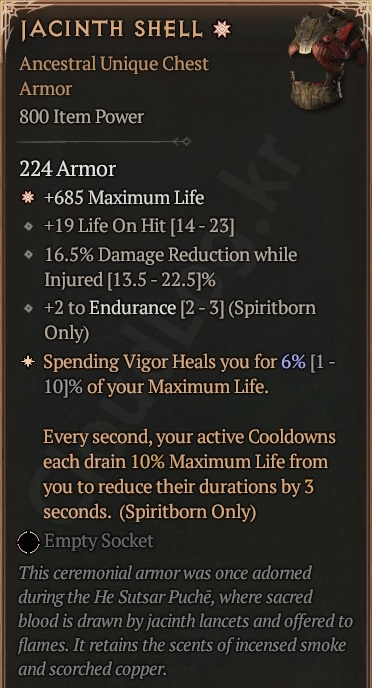 JACINTH SHELL
Ancestral Unique Chest
Armor
800 Item Power
224 Armor
+685 Maximum Life
+19 Life On Hit [14 - 23]
16.5% Damage Reduction while
Injured [13.5 - 22.5]%
+2 to Endurance [2 - 3] (Spiritborn
Only)
Spending Vigor Heals you for 6% [1 -
10]% of your Maximum Life.
Every second, your active Cooldowns
each drain 10% Maximum Life from
you to reduce their durations by 3
seconds. (Spiritborn Only)
Empty Socket
This ceremonial armor was once adorned
during the He Sutsar Puchē, where sacred
blood is drawn by jacinth lancets and offered to
flames. It retains the scents of incensed smoke
and scorched copper.